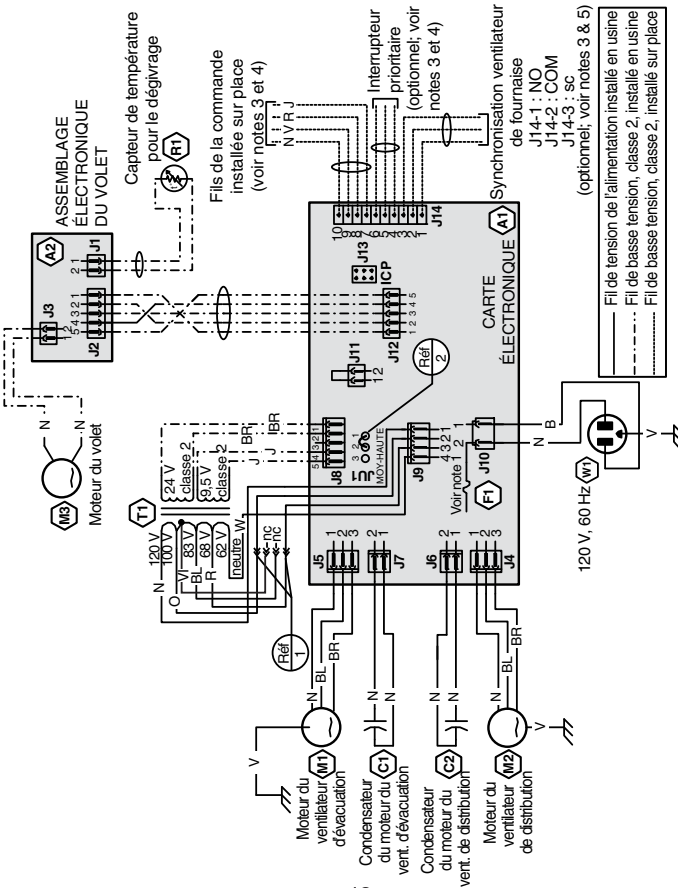 ASSEMBLAGE
ÉLECTRONIQUE
DU VOLET
A2
J3
1 2
J2
5 4 3 2 1
J1
2 1
Capteur de température
pour le dégivrage
R1
N
N
M3
Moteur du volet
Fils de la commande
installée sur place
(voir notes 3 et 4)
N V R J
Interrupteur
prioritaire
(optionnel; voir
notes 3 et 4)
Synchronisation ventilateur
de fournaise
J14-1 : NO
J14-2 : COM
J14-3 : sc
(optionnel; voir notes 3 & 5)
T1
120 V
100 V
83 V
68 V
62 V
N
O
VI
BL
R
nc
nc
neutre W
24 V
classe 2
9,5 V
classe 2
BR
BR
J
J
Réf
1
J8
5 4 3 2 1
JU1
3 2 1
MOY-HAUTE
J11
1 2
J12
1 2 3 4 5
J13
ICP
J14
10
9
8
7
6
5
4
3
2
1
A1
CARTE
ÉLECTRONIQUE
Réf
2
J9
4 3 2 1
J10
2 1
Voir note 1
F1
N
B
V
120 V, 60 Hz
W1
J5
1
2
3
J7
2
1
J6
2
1
J4
1
2
3
V
N
BL
BR
Moteur du
ventilateur
d'évacuation
M1
N
N
Condensateur
du moteur du
vent. d'évacuation
C1
N
N
Condensateur
du moteur du
vent. de distribution
C2
N
BL
BR
V
Moteur du
ventilateur
de distribution
M2
Fil de tension de l'alimentation installé en usine
Fil de basse tension, classe 2, installé en usine
Fil de basse tension, classe 2, installé sur place